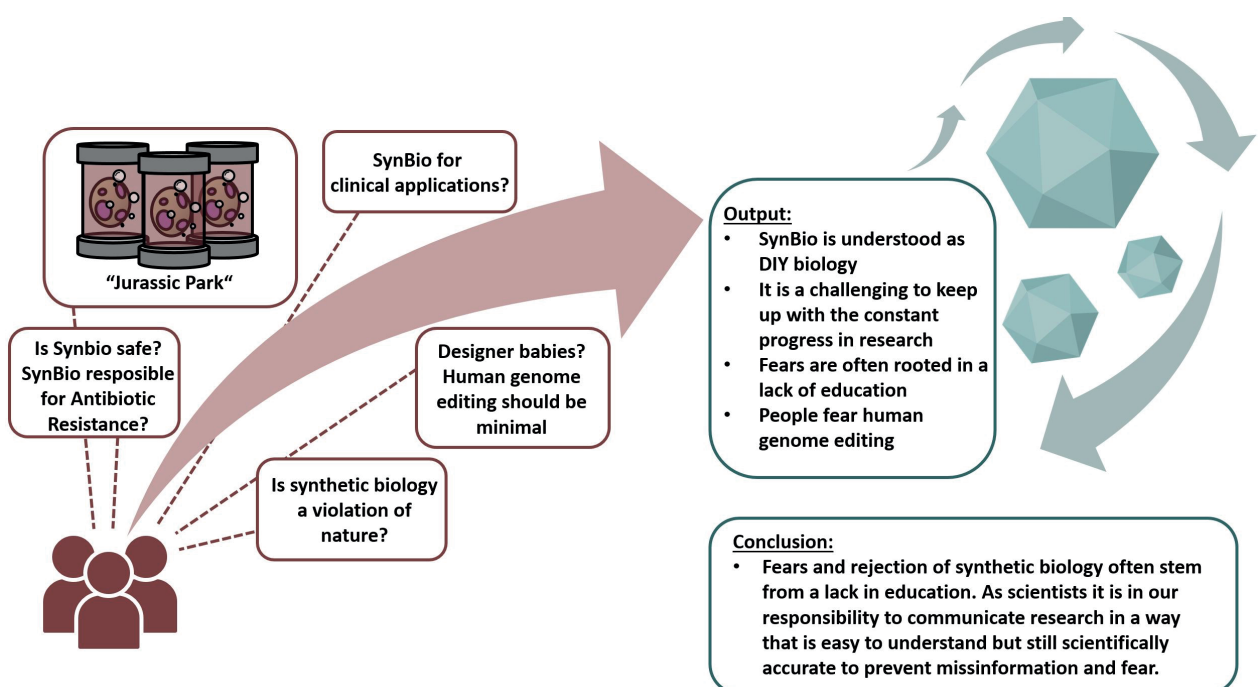 "Jurassic Park"
SynBio for
clinical applications?
Is Synbio safe?
SynBio resposible
for Antibiotic
Resistance?
Designer babies?
Human genome
editing should be
minimal
Is synthetic biology
a violation of
nature?
Output:
• SynBio is understood as
DIY biology
• It is a challenging to keep
up with the constant
progress in research
• Fears are often rooted in a
lack of education
• People fear human
genome editing
Conclusion:
• Fears and rejection of synthetic biology often stem
from a lack in education. As scientists it is in our
responsibility to communicate research in a way
that is easy to understand but still scientifically
accurate to prevent missinformation and fear.